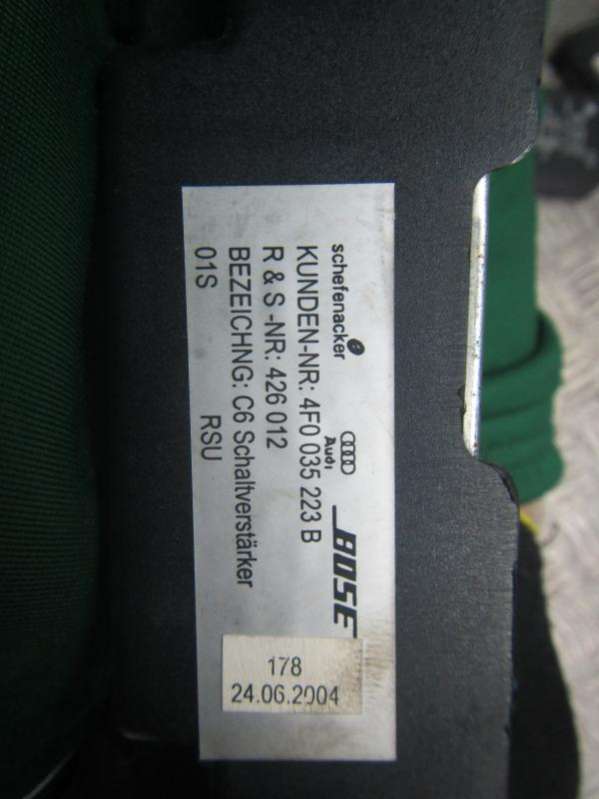 schefenacker
Audi
BOSE
KUNDEN-NR: 4F0 035 223 B
R & S -NR: 426 012
BEZEICHNG: C6 Schaltverstärker
01S RSU
178
24.06.2004